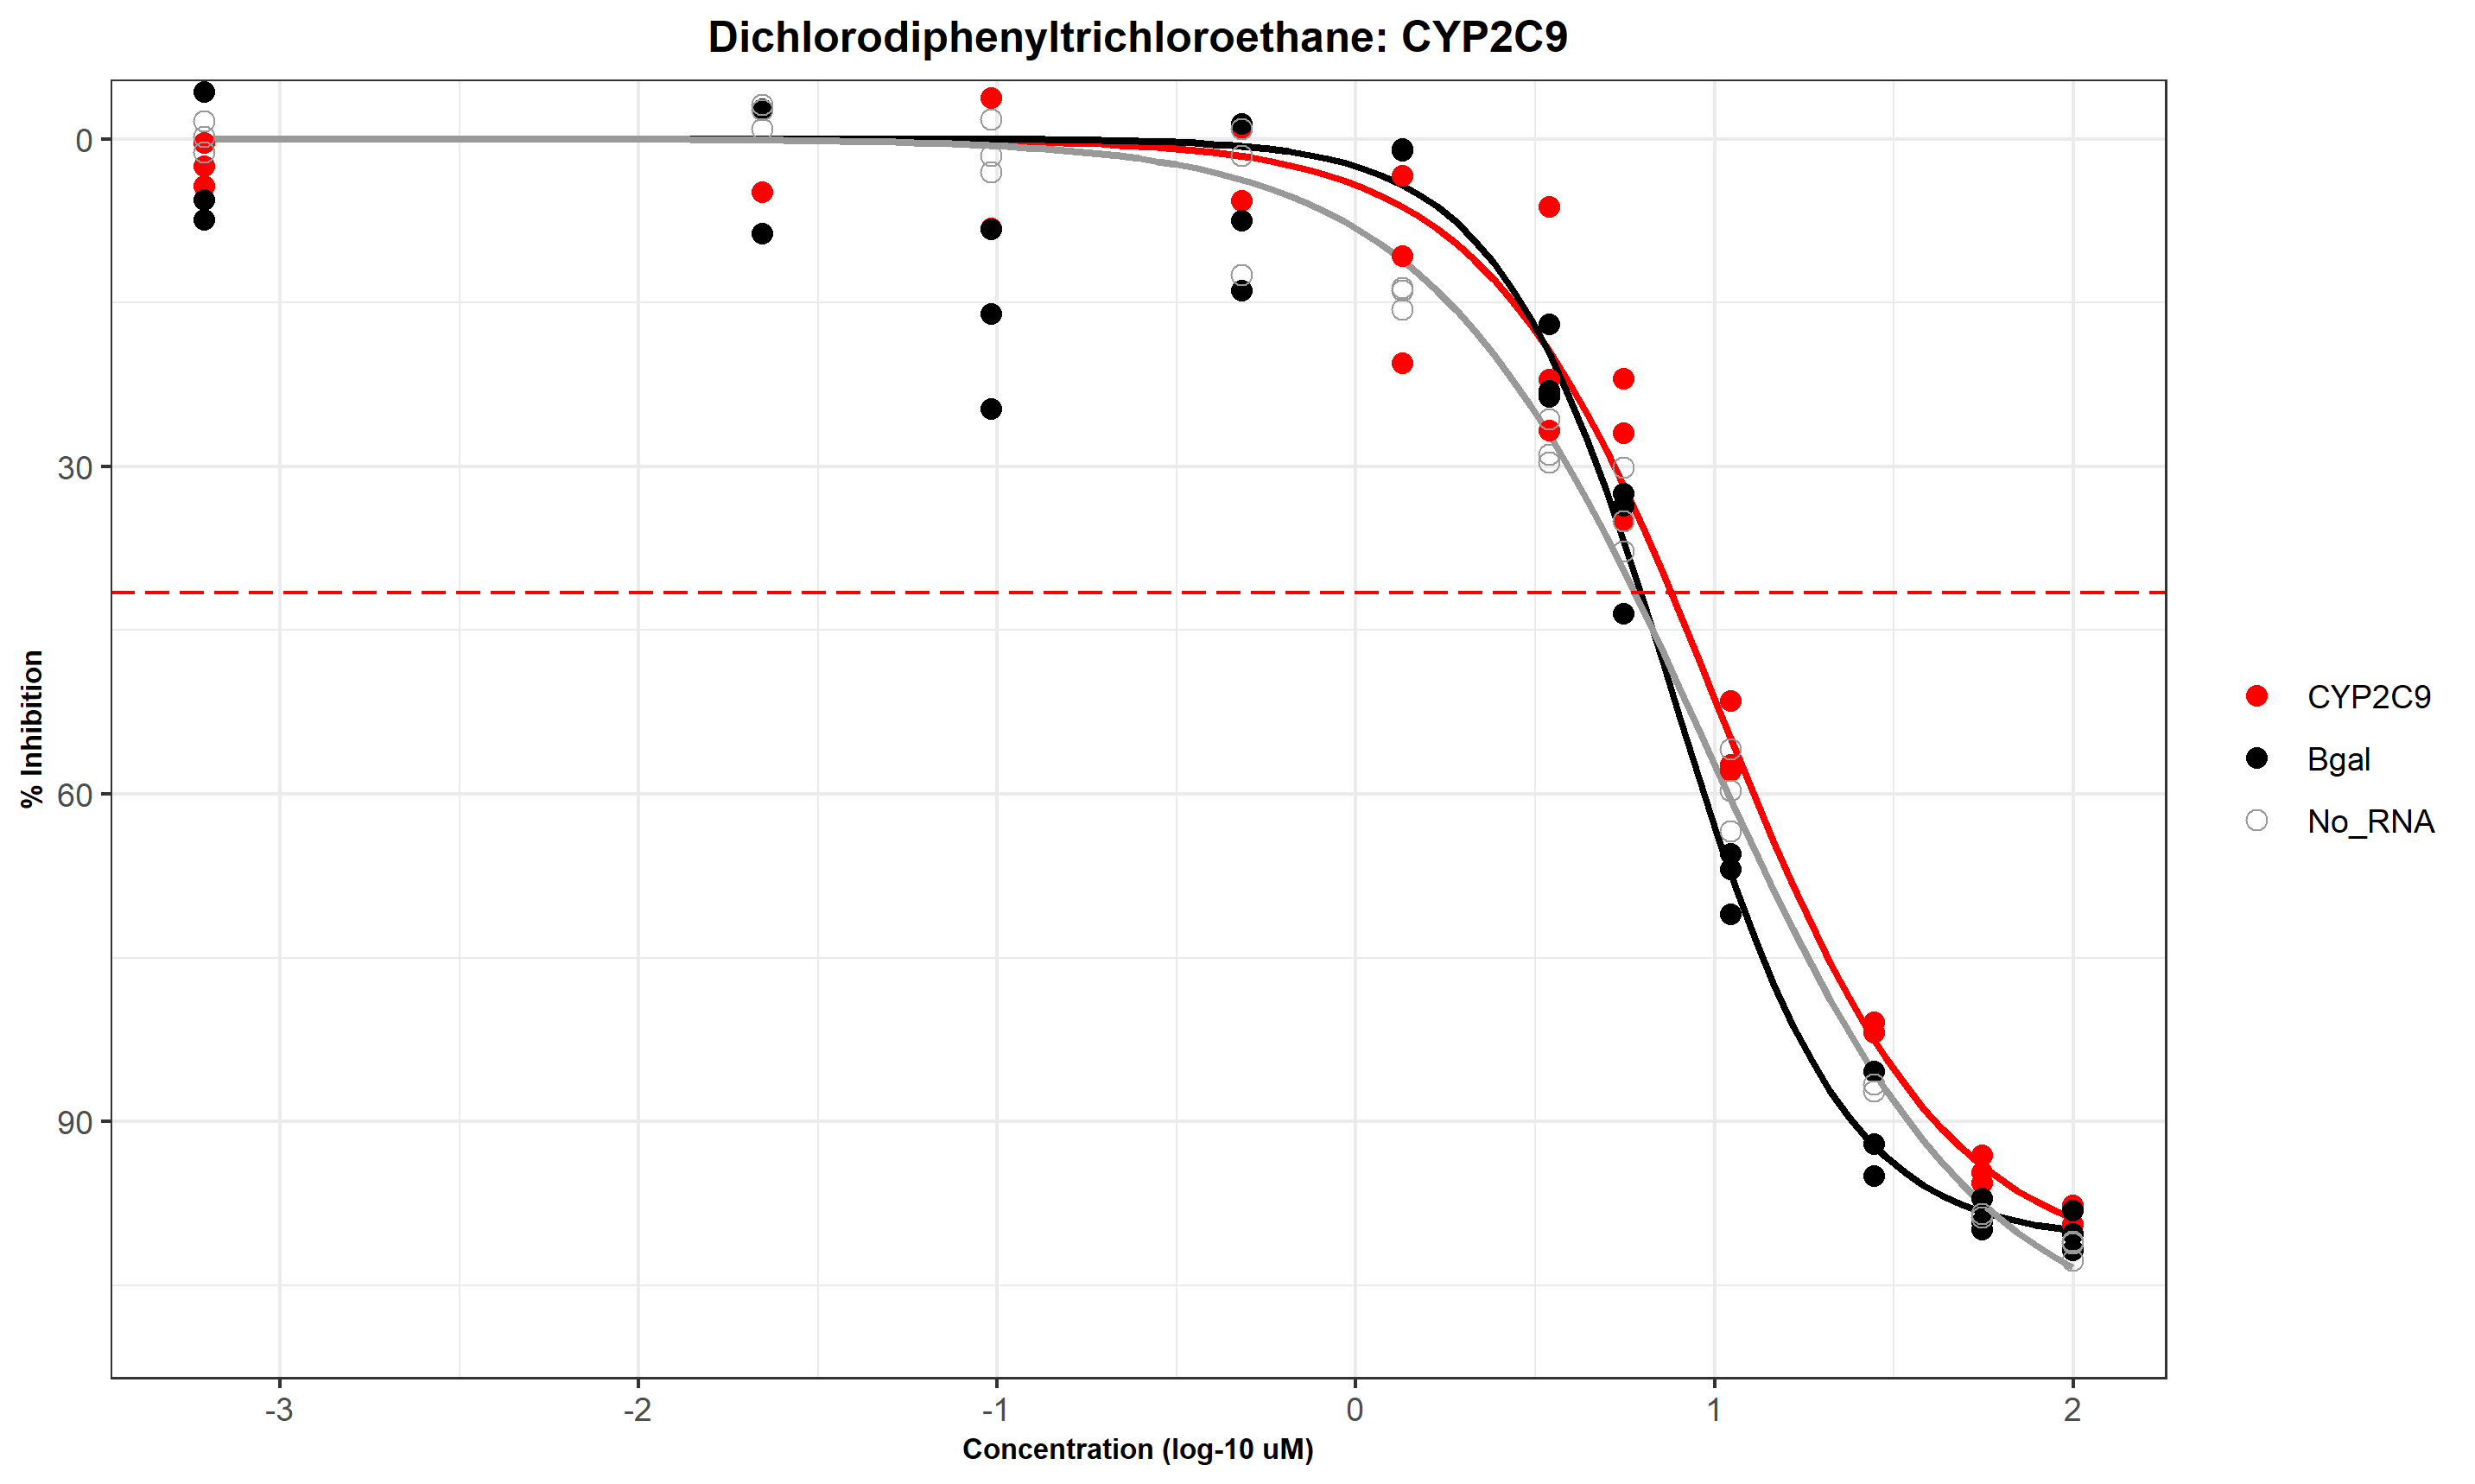 Dichlorodiphenyltrichloroethane: CYP2C9
% Inhibition
0
30
60
90
-3
-2
-1
0
1
2
Concentration (log-10 uM)
CYP2C9
Bgal
No_RNA